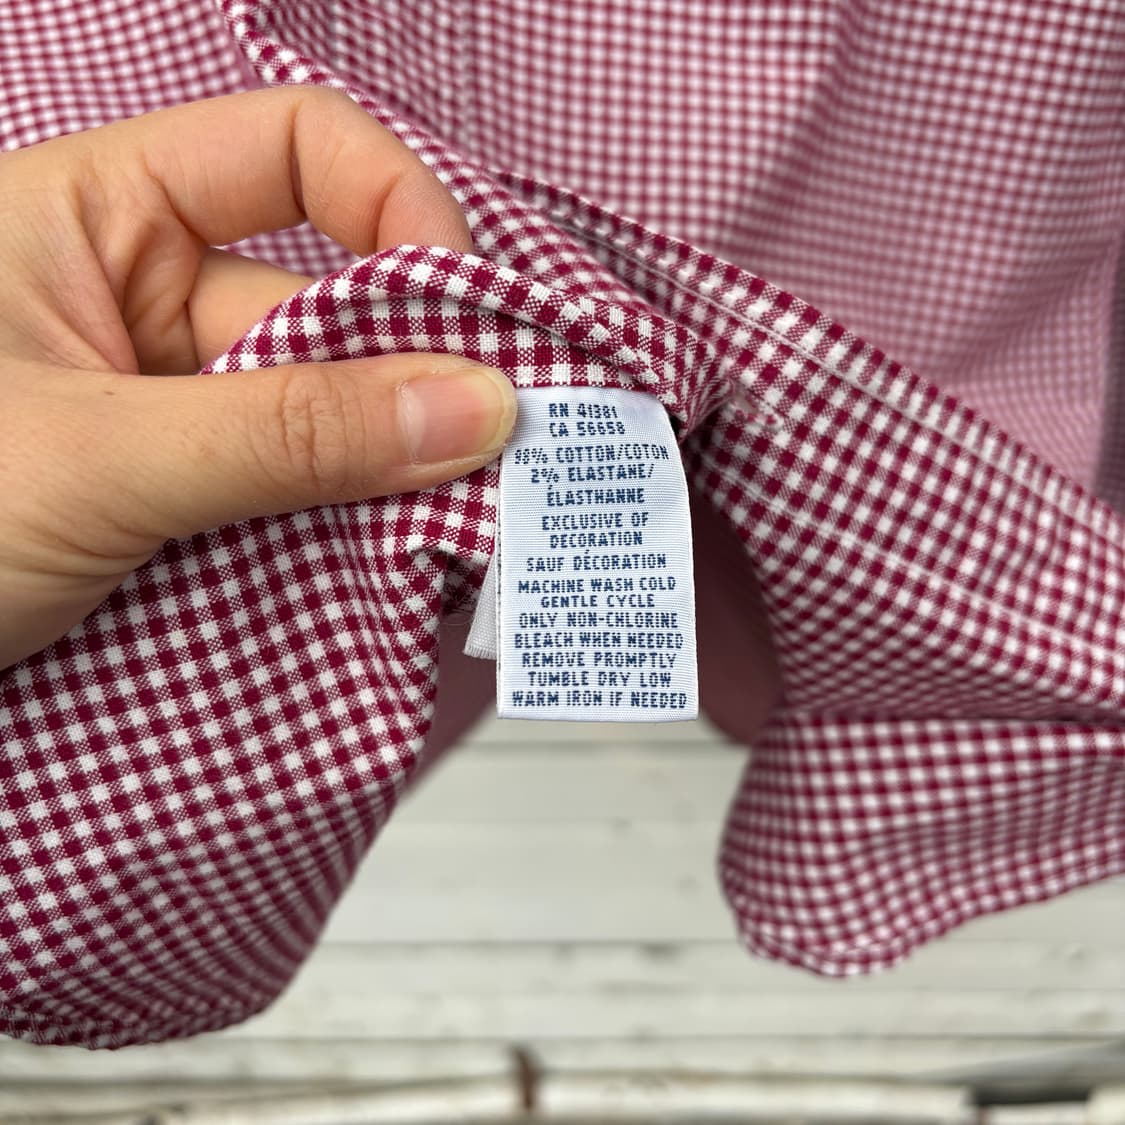 RN 41381
CA 56658
98% COTTON/COTON
2% ELASTANE/
ÉLASTHANNE
EXCLUSIVE OF
DECORATION
SAUF DÉCORATION
MACHINE WASH COLD
GENTLE CYCLE
ONLY NON-CHLORINE
BLEACH WHEN NEEDED
REMOVE PROMPTLY
TUMBLE DRY LOW
WARM IRON IF NEEDED